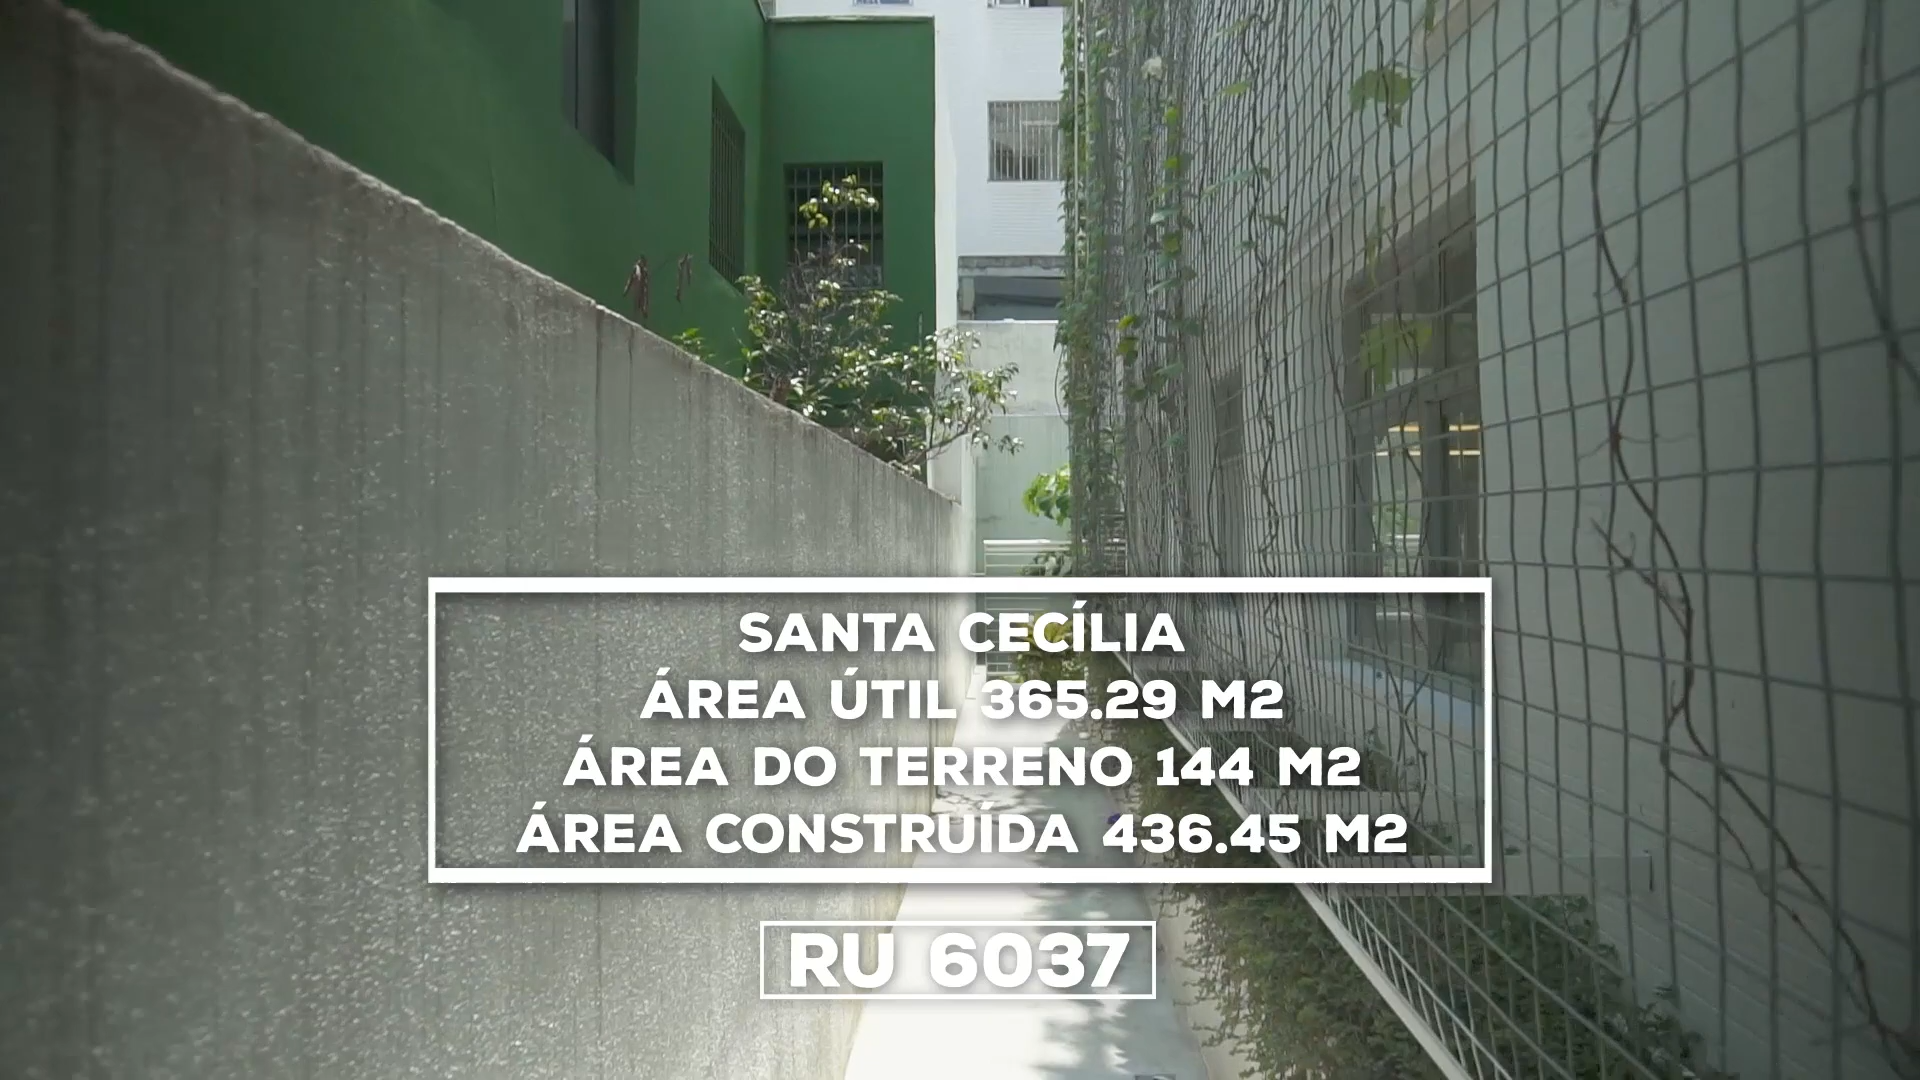 SANTA CECÍLIA
ÁREA ÚTIL 365.29 M2
ÁREA DO TERRENO 144 M2
ÁREA CONSTRUÍDA 436.45 M2
RU 6037